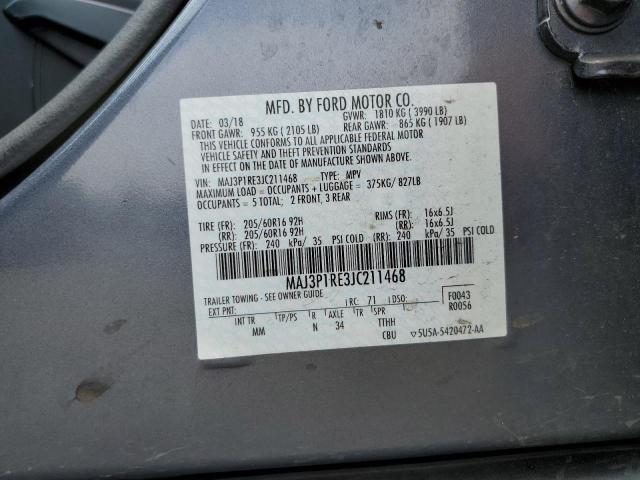 MFD. BY FORD MOTOR CO.
DATE: 03/18 GVWR: 1810 KG ( 3990 LB)
FRONT GAWR: 955 KG ( 2105 LB) REAR GAWR: 865 KG ( 1907 LB)
THIS VEHICLE CONFORMS TO ALL APPLICABLE FEDERAL MOTOR
VEHICLE SAFETY AND THEFT PREVENTION STANDARDS
IN EFFECT ON THE DATE OF MANUFACTURE SHOWN ABOVE.
VIN: MAJ3P1RE3JC211468 TYPE: MPV
MAXIMUM LOAD = OCCUPANTS + LUGGAGE = 375KG/ 827LB
OCCUPANTS = 5 TOTAL: 2 FRONT, 3 REAR
TIRE (FR): 205/60R16 92H RIMS (FR): 16x6.5J
(RR): 205/60R16 92H (RR): 16x6.5J
PRESSURE (FR): 240 kPa/ 35 PSI COLD (RR): 240 kPa/ 35 PSI COLD
MAJ3P1RE3JC211468
TRAILER TOWING - SEE OWNER GUIDE
EXT PNT: RC: 71 DSO: F0043
INT TR TP/PS R AXLE TR SPR R0056
MM N 34 TTHH
CBU ▽5U5A-5420472-AA